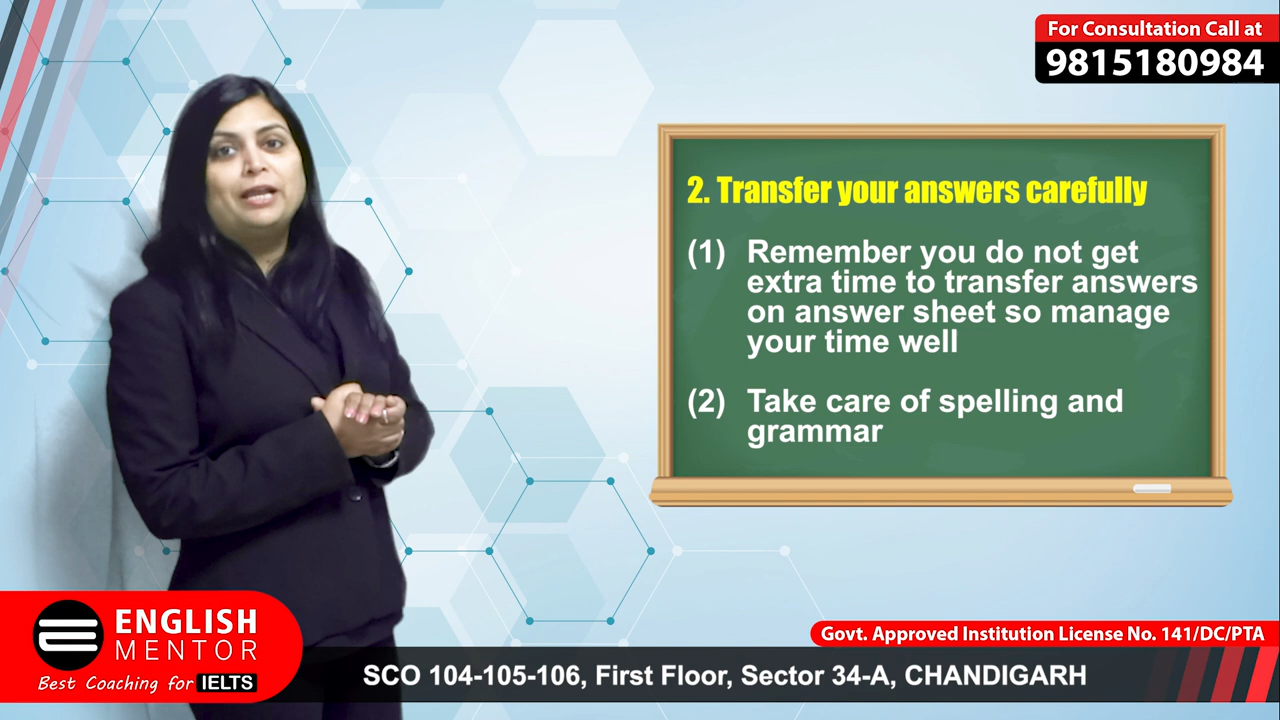 For Consultation Call at
9815180984
2. Transfer your answers carefully
(1) Remember you do not get
extra time to transfer answers
on answer sheet so manage
your time well
(2) Take care of spelling and
grammar
ENGLISH
MENTOR
Best Coaching for IELTS
Govt. Approved Institution License No. 141/DC/PTA
SCO 104-105-106, First Floor, Sector 34-A, CHANDIGARH